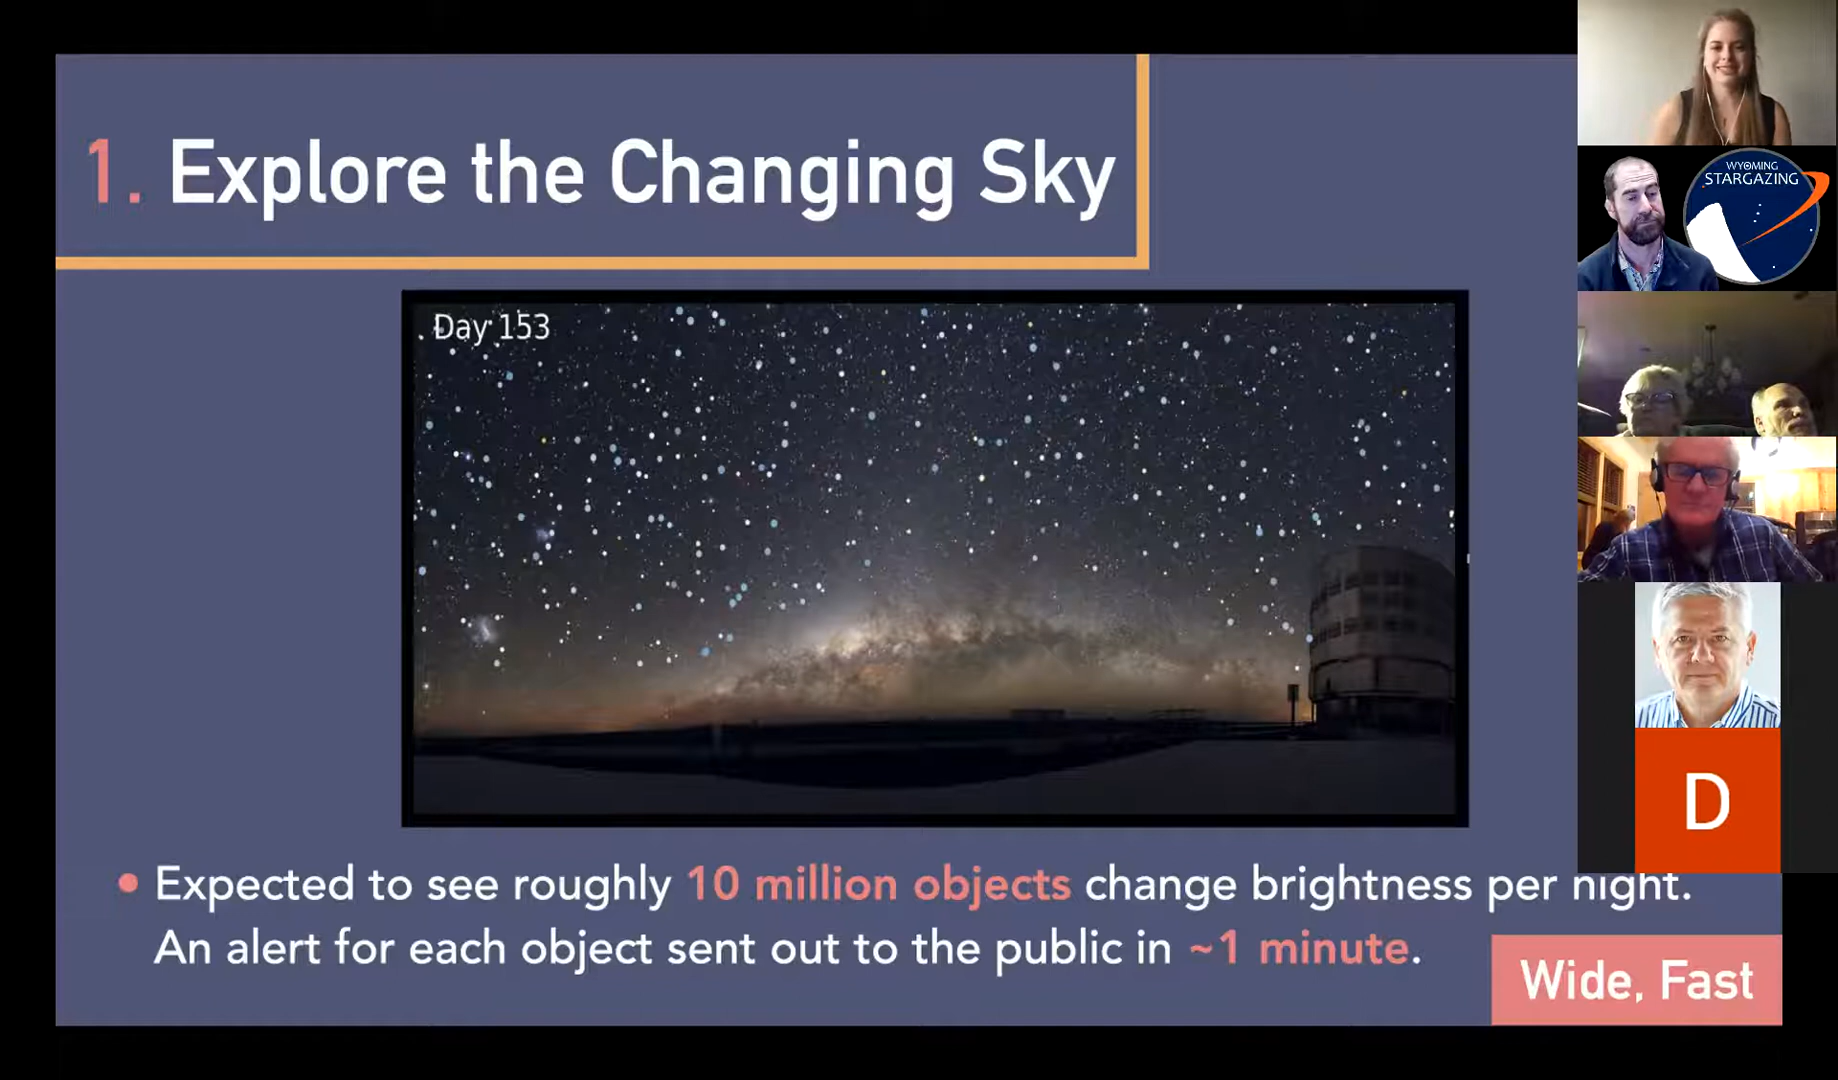 1. Explore the Changing Sky
Day 153
• Expected to see roughly 10 million objects change brightness per night.
An alert for each object sent out to the public in ~1 minute.
Wide, Fast
WYOMING
STARGAZING
D